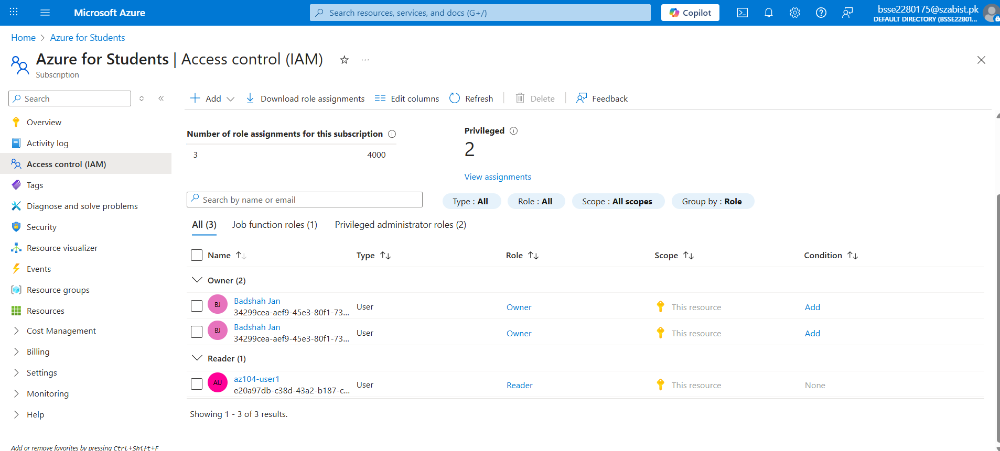 Microsoft Azure
Search resources, services, and docs (G+/)
Copilot
bsse2280175@szabist.pk
DEFAULT DIRECTORY (BSSE22801...
Home > Azure for Students
Azure for Students | Access control (IAM)
...
Subscription
Search
Overview
Activity log
Access control (IAM)
Tags
Diagnose and solve problems
Security
Resource visualizer
Events
Resource groups
Resources
Cost Management
Billing
Settings
Monitoring
Help
Add or remove favorites by pressing Ctrl+Shift+F
Add
Download role assignments
Edit columns
Refresh
Delete
Feedback
Number of role assignments for this subscription
3 4000
Privileged
2
View assignments
Search by name or email
Type : All
Role : All
Scope : All scopes
Group by : Role
All (3) Job function roles (1) Privileged administrator roles (2)
Name Type Role Scope Condition
Owner (2)
BJ Badshah Jan
34299cea-aef9-45e3-80f1-73... User Owner This resource Add
BJ Badshah Jan
34299cea-aef9-45e3-80f1-73... User Owner This resource Add
Reader (1)
AU az104-user1
e20a97db-c38d-43a2-b187-c... User Reader This resource None
Showing 1 - 3 of 3 results.